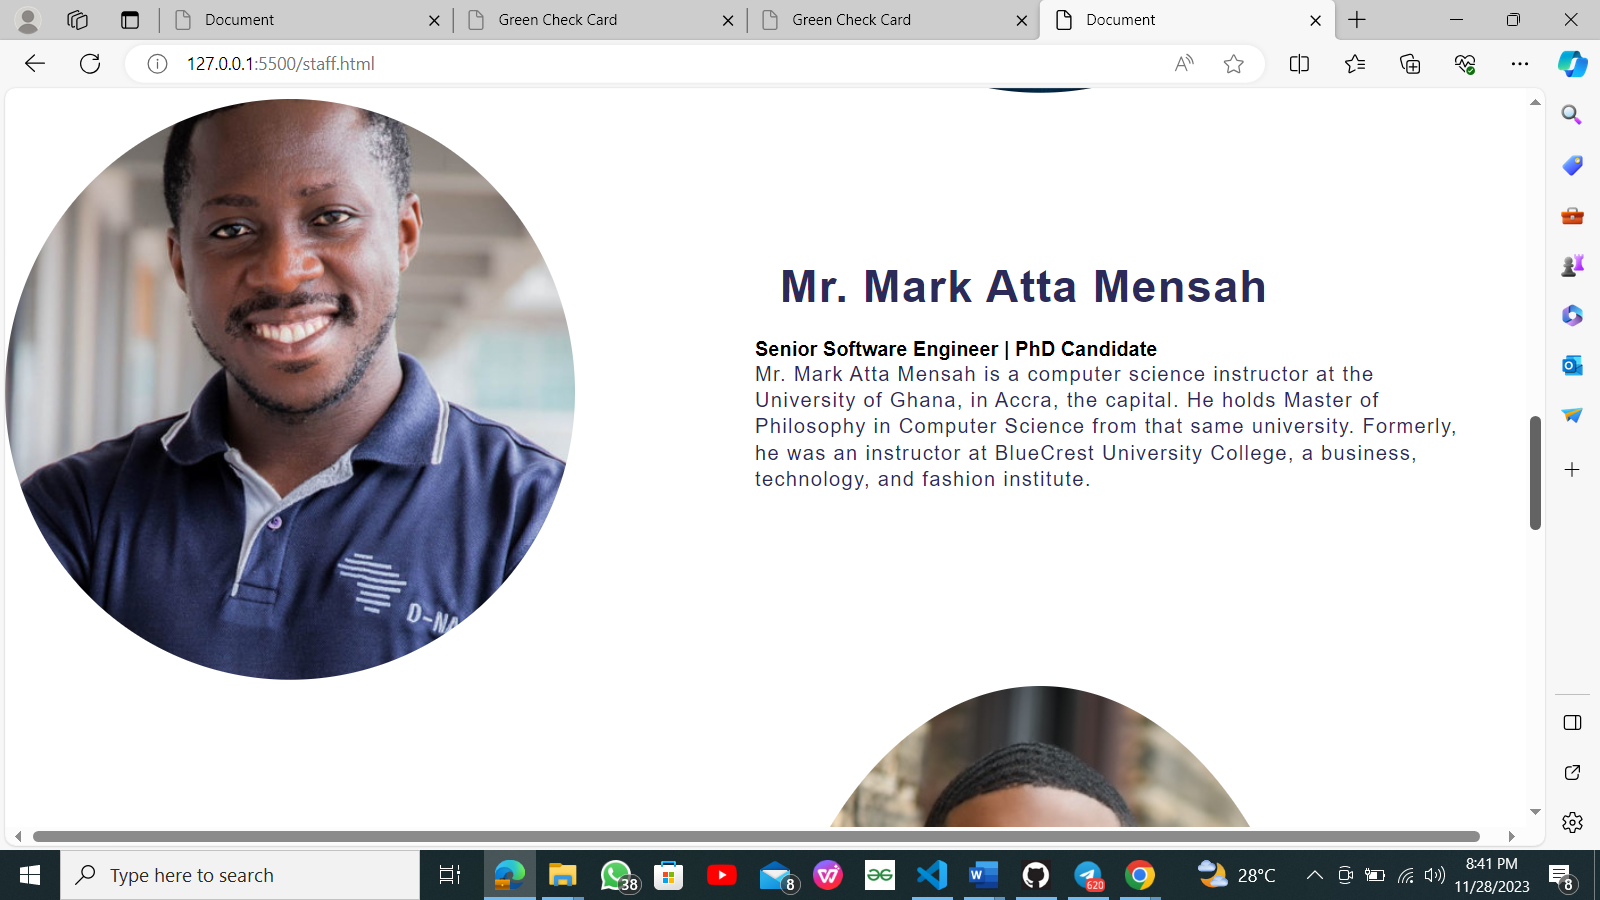 Document
Green Check Card
Green Check Card
Document
127.0.0.1:5500/staff.html
Mr. Mark Atta Mensah
Senior Software Engineer | PhD Candidate
Mr. Mark Atta Mensah is a computer science instructor at the
University of Ghana, in Accra, the capital. He holds Master of
Philosophy in Computer Science from that same university. Formerly,
he was an instructor at BlueCrest University College, a business,
technology, and fashion institute.
D-NA
Type here to search
38
8
620
28°C
8:41 PM
11/28/2023
8